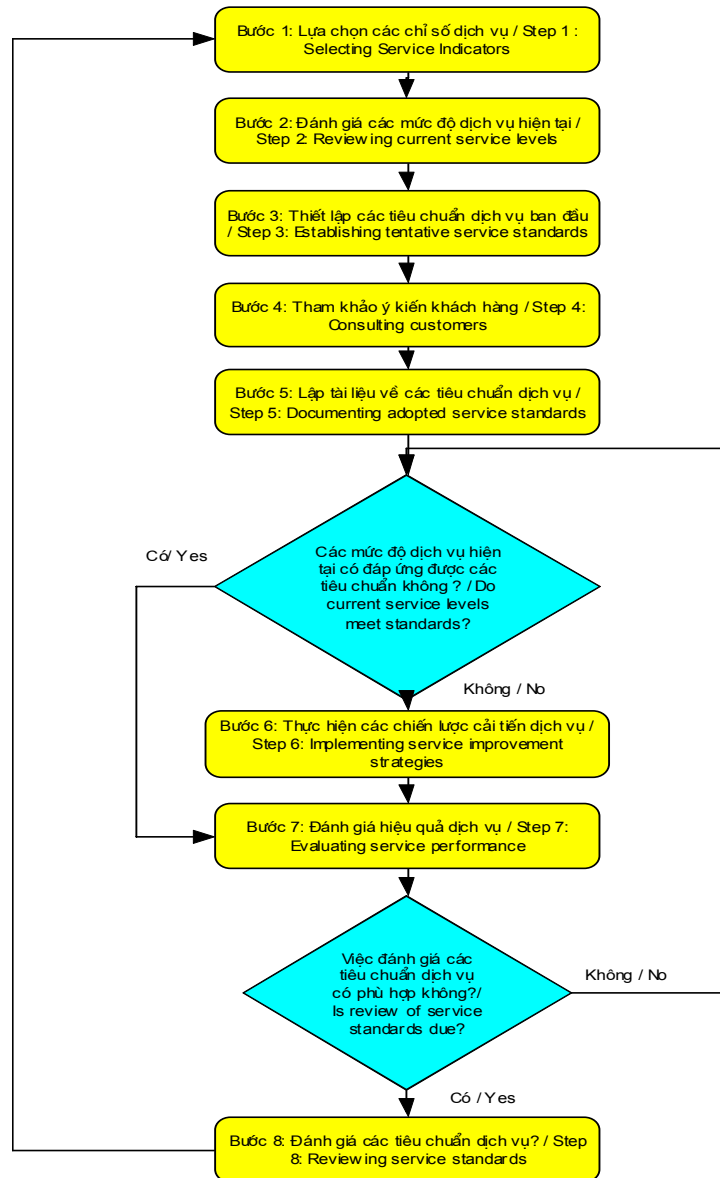 Bước 1: Lựa chọn các chỉ số dịch vụ / Step 1 :
Selecting Service Indicators
Bước 2: Đánh giá các mức độ dịch vụ hiện tại /
Step 2: Reviewing current service levels
Bước 3: Thiết lập các tiêu chuẩn dịch vụ ban đầu
/ Step 3: Establishing tentative service standards
Bước 4: Tham khảo ý kiến khách hàng / Step 4:
Consulting customers
Bước 5: Lập tài liệu về các tiêu chuẩn dịch vụ /
Step 5: Documenting adopted service standards
Có/ Yes
Các mức độ dịch vụ hiện
tại có đáp ứng được các
tiêu chuẩn không ? / Do
current service levels
meet standards?
Không / No
Bước 6: Thực hiện các chiến lược cải tiến dịch vụ /
Step 6: Implementing service improvement
strategies
Bước 7: Đánh giá hiệu quả dịch vụ / Step 7:
Evaluating service performance
Việc đánh giá các
tiêu chuẩn dịch vụ
có phù hợp không?/
Is review of service
standards due?
Không / No
Có / Yes
Bước 8: Đánh giá các tiêu chuẩn dịch vụ? / Step
8: Reviewing service standards